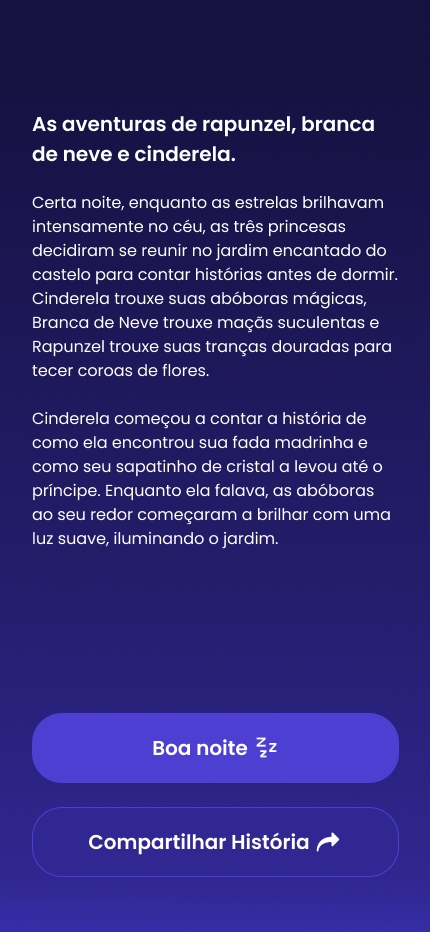 As aventuras de rapunzel, branca
de neve e cinderela.
Certa noite, enquanto as estrelas brilhavam
intensamente no céu, as três princesas
decidiram se reunir no jardim encantado do
castelo para contar histórias antes de dormir.
Cinderela trouxe suas abóboras mágicas,
Branca de Neve trouxe maçãs suculentas e
Rapunzel trouxe suas tranças douradas para
tecer coroas de flores.
Cinderela começou a contar a história de
como ela encontrou sua fada madrinha e
como seu sapatinho de cristal a levou até o
príncipe. Enquanto ela falava, as abóboras
ao seu redor começaram a brilhar com uma
luz suave, iluminando o jardim.
Boa noite zzz
Compartilhar História